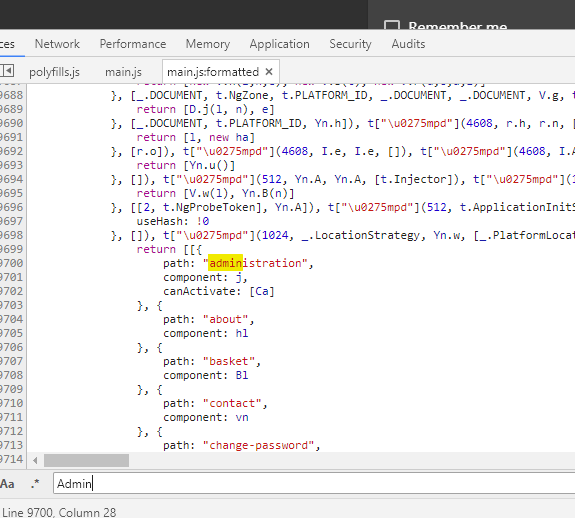 Remember me
ces Network Performance Memory Application Security Audits
polyfills.js main.js main.js:formatted ×
9688 }, [_.DOCUMENT, t.NgZone, t.PLATFORM_ID, _.DOCUMENT, _.DOCUMENT, V.g, t
9689 return [D.j(l, n), e]
9690 }, [_.DOCUMENT, t.PLATFORM_ID, Yn.h]), t["\u0275mpd"](4608, r.h, r.n, [
9691 return [l, new ha]
9692 }, [r.o]), t["\u0275mpd"](4608, I.e, I.e, []), t["\u0275mpd"](4608, I.A
9693 return [Yn.u()]
9694 }, []), t["\u0275mpd"](512, Yn.A, Yn.A, [t.Injector]), t["\u0275mpd"](1
9695 return [V.w(l), Yn.B(n)]
9696 }, [[2, t.NgProbeToken], Yn.A]), t["\u0275mpd"](512, t.ApplicationInitS
9697 useHash: !0
9698 }, []), t["\u0275mpd"](1024, _.LocationStrategy, Yn.w, [_.PlatformLocat
9699 return [[{
9700 path: "administration",
9701 component: j,
9702 canActivate: [Ca]
9703 }, {
9704 path: "about",
9705 component: hl
9706 }, {
9707 path: "basket",
9708 component: Bl
9709 }, {
9710 path: "contact",
9711 component: vn
9712 }, {
9713 path: "change-password",
9714
Aa .* Admin
Line 9700, Column 28